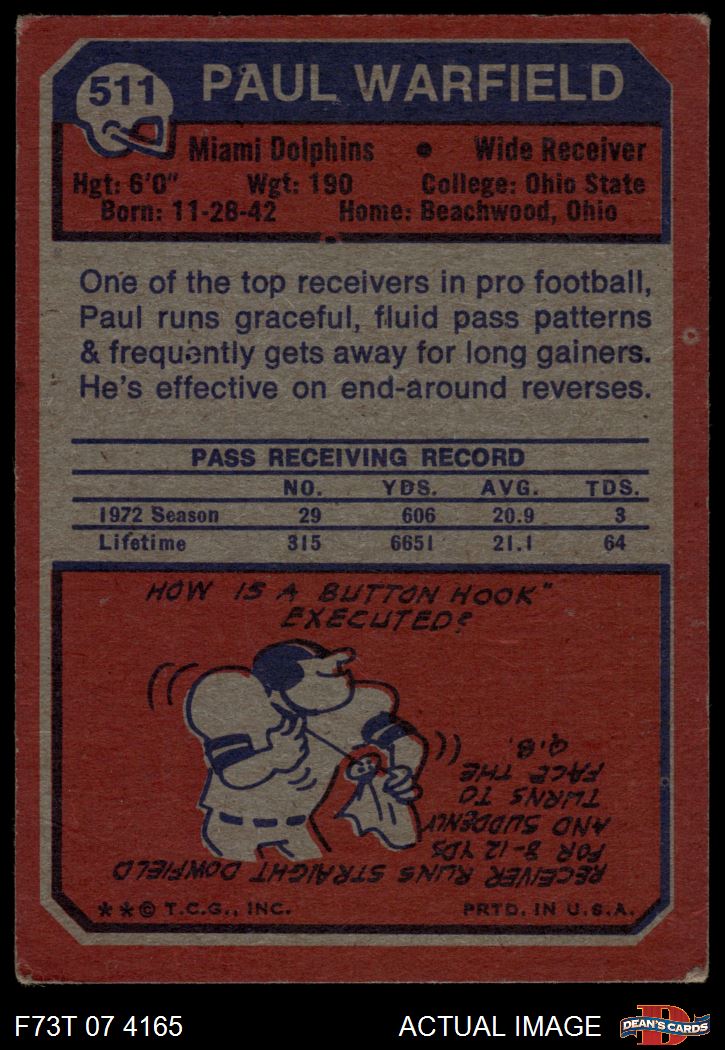 511 PAUL WARFIELD
Miami Dolphins • Wide Receiver
Hgt: 6'0" Wgt: 190 College: Ohio State
Born: 11-28-42 Home: Beachwood, Ohio
One of the top receivers in pro football,
Paul runs graceful, fluid pass patterns
& frequently gets away for long gainers.
He's effective on end-around reverses.
PASS RECEIVING RECORD
NO. YDS. AVG. TDS.
1972 Season 29 606 20.9 3
Lifetime 315 6651 21.1 64
HOW IS A BUTTON HOOK"
EXECUTED?
RECEIVER RUNS STRAIGHT DOWFIELD
FOR 8-12 YDS
AND SUDDENLY
TURNS TO
FACE THE
Q.B.
**© T.C.G., INC. PRTD. IN U.S.A.
F73T 07 4165 ACTUAL IMAGE D DEAN'S CARDS